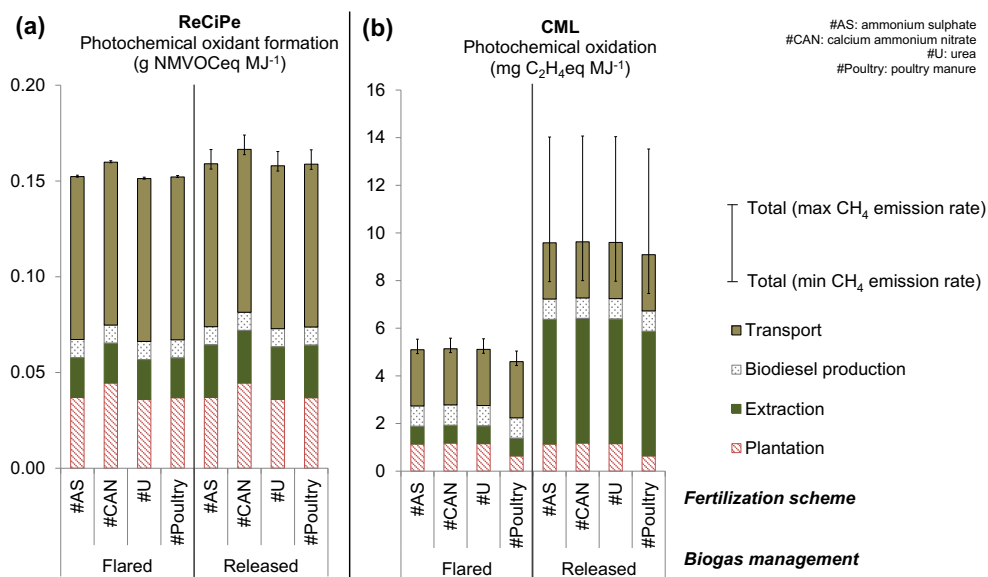 (a)
ReCiPe
Photochemical oxidant formation
(g NMVOCeq MJ⁻¹)
0.20
0.15
0.10
0.05
0.00
#AS
#CAN
#U
#Poultry
#AS
#CAN
#U
#Poultry
Flared
Released
(b)
CML
Photochemical oxidation
(mg C₂H₄eq MJ⁻¹)
16
14
12
10
8
6
4
2
0
#AS
#CAN
#U
#Poultry
#AS
#CAN
#U
#Poultry
Flared
Released
#AS: ammonium sulphate
#CAN: calcium ammonium nitrate
#U: urea
#Poultry: poultry manure
Total (max CH₄ emission rate)
Total (min CH₄ emission rate)
Transport
Biodiesel production
Extraction
Plantation
Fertilization scheme
Biogas management